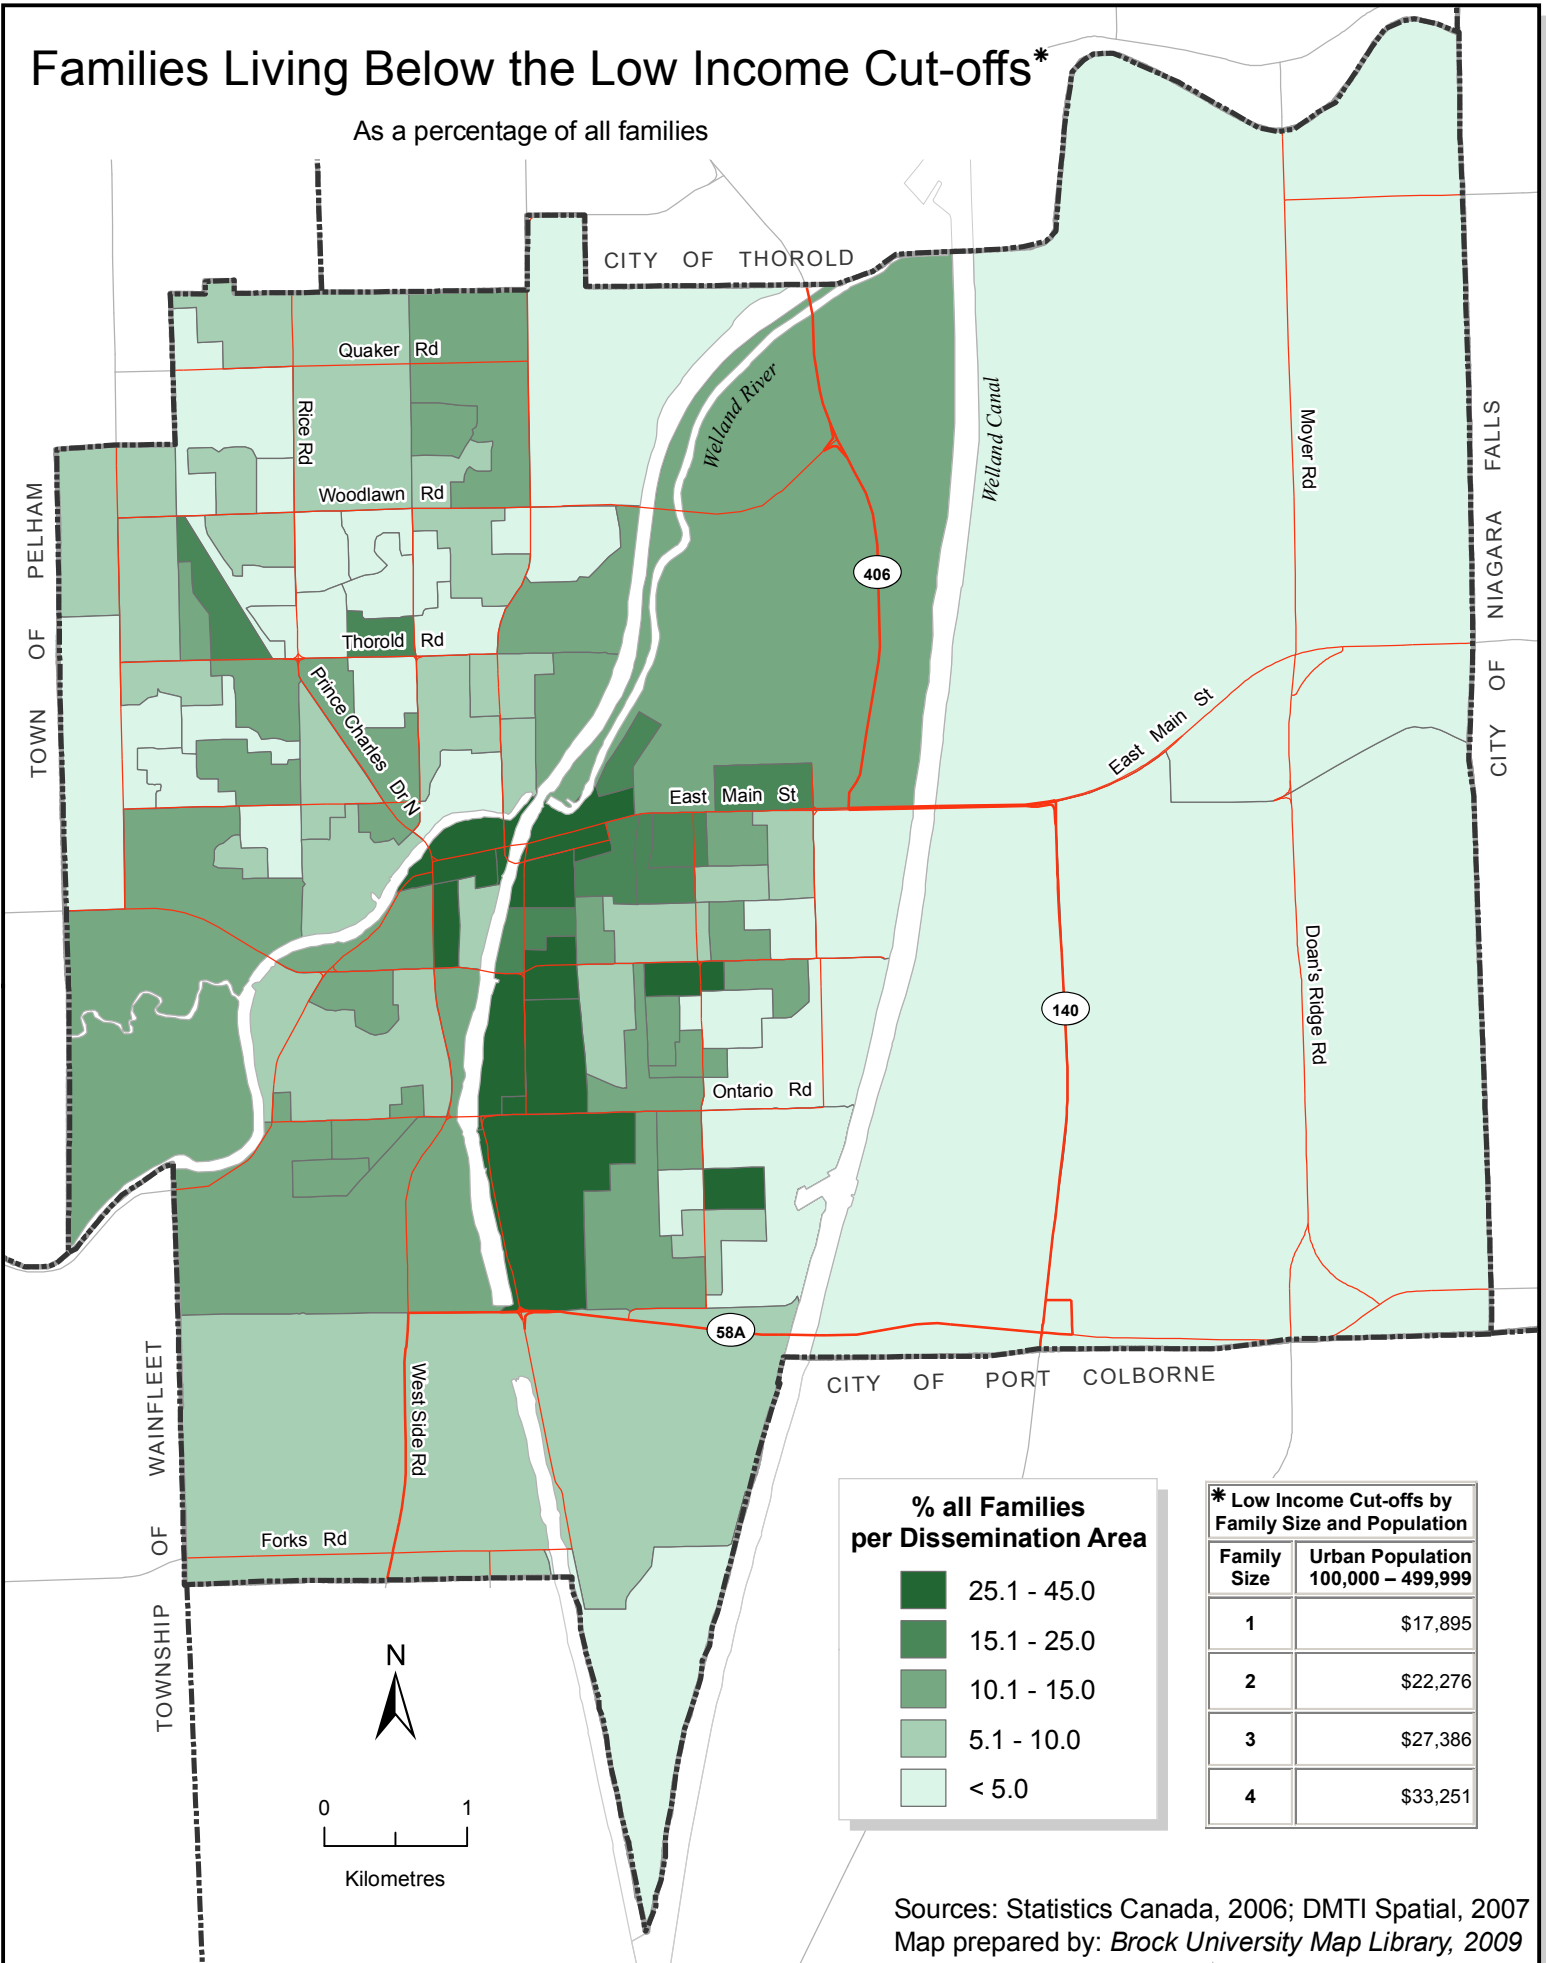 Families Living Below the Low Income Cut-offs*
As a percentage of all families
CITY OF THOROLD
Quaker Rd
Rice Rd
Woodlawn Rd
Thorold Rd
Prince Charles Dr N
Welland River
Welland Canal
406
Moyer Rd
CITY OF NIAGARA FALLS
TOWN OF PELHAM
East Main St
East Main St
140
Doan's Ridge Rd
Ontario Rd
58A
CITY OF PORT COLBORNE
West Side Rd
Forks Rd
TOWNSHIP OF WAINFLEET
N
0 1
Kilometres
% all Families
per Dissemination Area
25.1 - 45.0
15.1 - 25.0
10.1 - 15.0
5.1 - 10.0
< 5.0
* Low Income Cut-offs by
Family Size and Population
Family Size Urban Population 100,000 – 499,999
1 $17,895
2 $22,276
3 $27,386
4 $33,251
Sources: Statistics Canada, 2006; DMTI Spatial, 2007
Map prepared by: Brock University Map Library, 2009